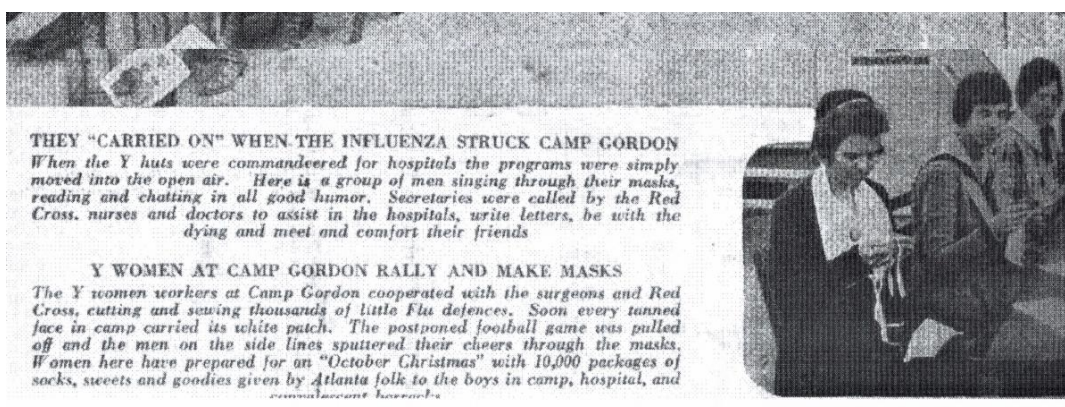 THEY "CARRIED ON" WHEN THE INFLUENZA STRUCK CAMP GORDON
When the Y huts were commandeered for hospitals the programs were simply
moved into the open air. Here is a group of men singing through their masks,
reading and chatting in all good humor. Secretaries were called by the Red
Cross, nurses and doctors to assist in the hospitals, write letters, be with the
dying and meet and comfort their friends
Y WOMEN AT CAMP GORDON RALLY AND MAKE MASKS
The Y women workers at Camp Gordon cooperated with the surgeons and Red
Cross, cutting and sewing thousands of little Flu defences. Soon every tanned
face in camp carried its white patch. The postponed football game was pulled
off and the men on the side lines sputtered their cheers through the masks.
Women here have prepared for an "October Christmas" with 10,000 packages of
socks, sweets and goodies given by Atlanta folk to the boys in camp, hospital, and
convalescent barracks